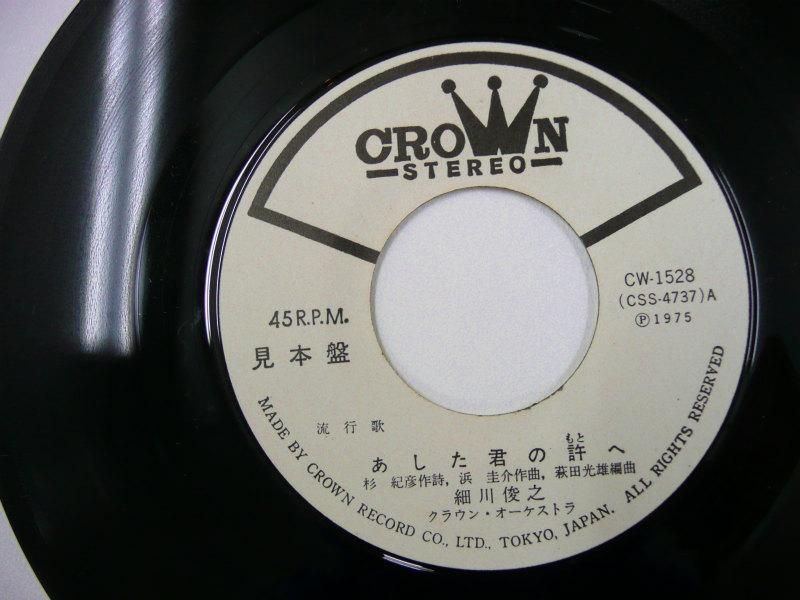 CROWN
STEREO
CW-1528
(CSS-4737)A
Ⓟ1975
45R.P.M.
見本盤
流行歌
もと
あした君の許へ
杉 紀彦作詩, 浜 圭介作曲, 萩田光雄編曲
細川俊之
クラウン・オーケストラ
MADE BY CROWN RECORD CO., LTD., TOKYO, JAPAN. ALL RIGHTS RESERVED